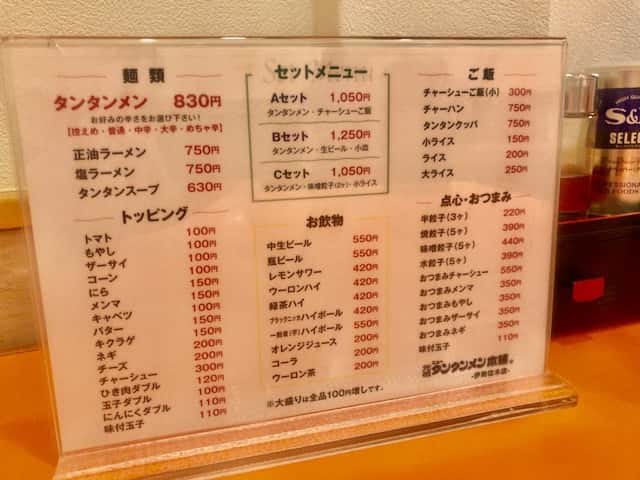 麺 類
タンタンメン 830円
お好みの辛さをお選び下さい！
[控えめ・普通・中辛・大辛・めちゃ辛]
正油ラーメン 750円
塩ラーメン 750円
タンタンスープ 630円
トッピング
トマト 100円
もやし 100円
ザーサイ 100円
コーン 150円
にら 150円
メンマ 100円
キャベツ 150円
バター 150円
キクラゲ 150円
ネギ 200円
チーズ 200円
チャーシュー 300円
ひき肉ダブル 120円
玉子ダブル 100円
にんにくダブル 110円
味付玉子 110円
セットメニュー
Aセット 1,050円
タンタンメン・チャーシューご飯
Bセット 1,250円
タンタンメン・生ビール・小皿
Cセット 1,050円
タンタンメン・味噌餃子(2ヶ)・小ライス
お飲物
中生ビール 550円
瓶ビール 550円
レモンサワー 420円
ウーロンハイ 420円
緑茶ハイ 420円
ブラックニッカハイボール 420円
一刻者(芋)ハイボール 550円
オレンジジュース 200円
コーラ 200円
ウーロン茶 200円
※大盛りは全品100円増しです。
ご 飯
チャーシューご飯(小) 300円
チャーハン 750円
タンタンクッパ 750円
小ライス 150円
ライス 200円
大ライス 250円
点心・おつまみ
半餃子(3ヶ) 220円
焼餃子(5ヶ) 390円
味噌餃子(5ヶ) 440円
水餃子(5ヶ) 390円
おつまみチャーシュー 550円
おつまみメンマ 350円
おつまみもやし 350円
おつまみザーサイ 350円
おつまみネギ 350円
味付玉子 110円
元祖タンタンメン本舗
-伊勢佐木店-
S&B
SELEC